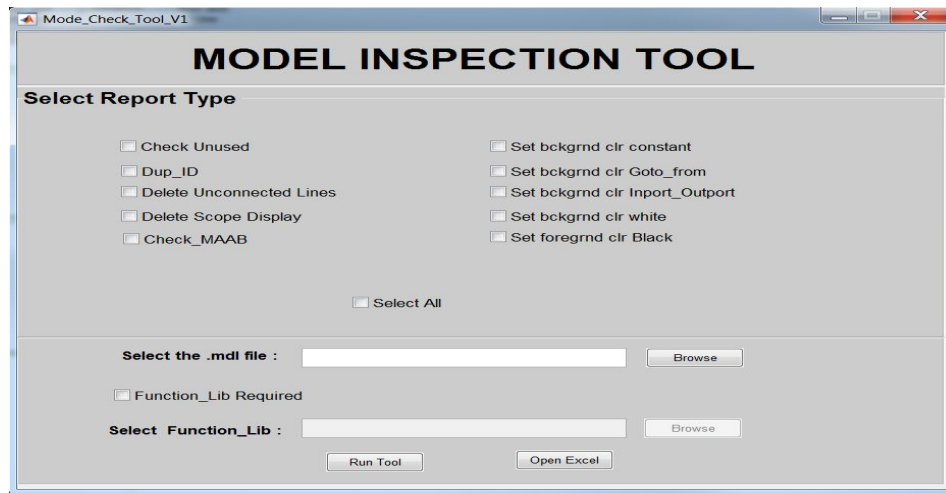 Mode_Check_Tool_V1
MODEL INSPECTION TOOL
Select Report Type
Check Unused
Dup_ID
Delete Unconnected Lines
Delete Scope Display
Check_MAAB
Set bckgrnd clr constant
Set bckgrnd clr Goto_from
Set bckgrnd clr Inport_Outport
Set bckgrnd clr white
Set foregrnd clr Black
Select All
Select the .mdl file :
Browse
Function_Lib Required
Select Function_Lib :
Browse
Run Tool
Open Excel